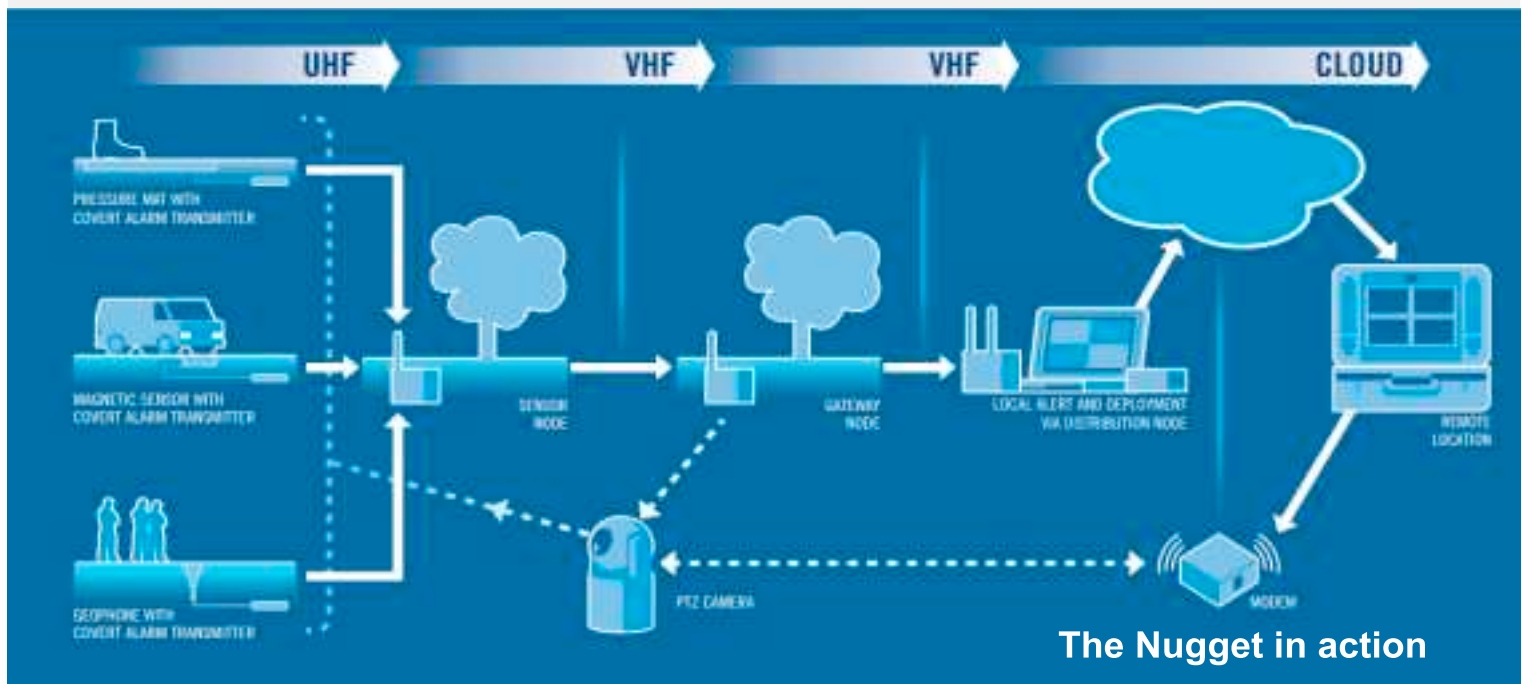 UHF
VHF
VHF
CLOUD
PRESSURE MAT WITH
COVERT ALARM TRANSMITTER
MAGNETIC SENSOR WITH
COVERT ALARM TRANSMITTER
SENSOR
NODE
GATEWAY
NODE
LOCAL ALERT AND DEPLOYMENT
VIA DISTRIBUTION NODE
REMOTE
LOCATION
GEOPHONE WITH
COVERT ALARM TRANSMITTER
PTZ CAMERA
MODEM
The Nugget in action